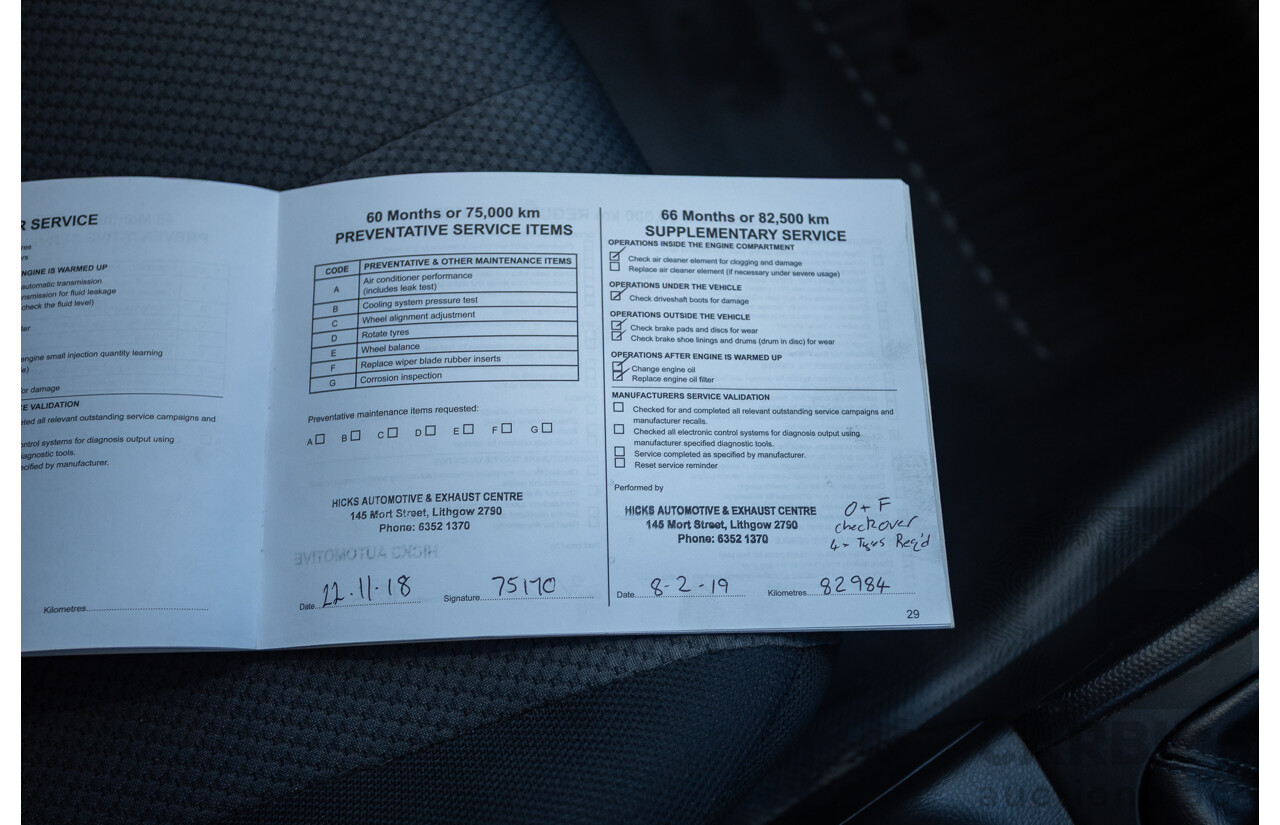 R SERVICE
NGINE IS WARMED UP
automatic transmission
nsmission for fluid leakage
check the fluid level)
engine small injection quantity learning
or damage
E VALIDATION
eted all relevant outstanding service campaigns and
ontrol systems for diagnosis output using
iagnostic tools.
ecified by manufacturer.
Kilometres
60 Months or 75,000 km
PREVENTATIVE SERVICE ITEMS
CODE PREVENTATIVE & OTHER MAINTENANCE ITEMS
A Air conditioner performance
(includes leak test)
B Cooling system pressure test
C Wheel alignment adjustment
D Rotate tyres
E Wheel balance
F Replace wiper blade rubber inserts
G Corrosion inspection
Preventative maintenance items requested:
A B C D E F G
HICKS AUTOMOTIVE & EXHAUST CENTRE
145 Mort Street, Lithgow 2790
Phone: 6352 1370
HICKS AUTOMOTIVE
Date 22.11.18 Signature 75170
66 Months or 82,500 km
SUPPLEMENTARY SERVICE
OPERATIONS INSIDE THE ENGINE COMPARTMENT
Check air cleaner element for clogging and damage
Replace air cleaner element (if necessary under severe usage)
OPERATIONS UNDER THE VEHICLE
Check driveshaft boots for damage
OPERATIONS OUTSIDE THE VEHICLE
Check brake pads and discs for wear
Check brake shoe linings and drums (drum in disc) for wear
OPERATIONS AFTER ENGINE IS WARMED UP
Change engine oil
Replace engine oil filter
MANUFACTURERS SERVICE VALIDATION
Checked for and completed all relevant outstanding service campaigns and
manufacturer recalls.
Checked all electronic control systems for diagnosis output using
manufacturer specified diagnostic tools.
Service completed as specified by manufacturer.
Reset service reminder
Performed by
HICKS AUTOMOTIVE & EXHAUST CENTRE
145 Mort Street, Lithgow 2790
Phone: 6352 1370
O + F
checkover
4 - Tyres Req'd
Date 8-2-19 Kilometres 82984
29